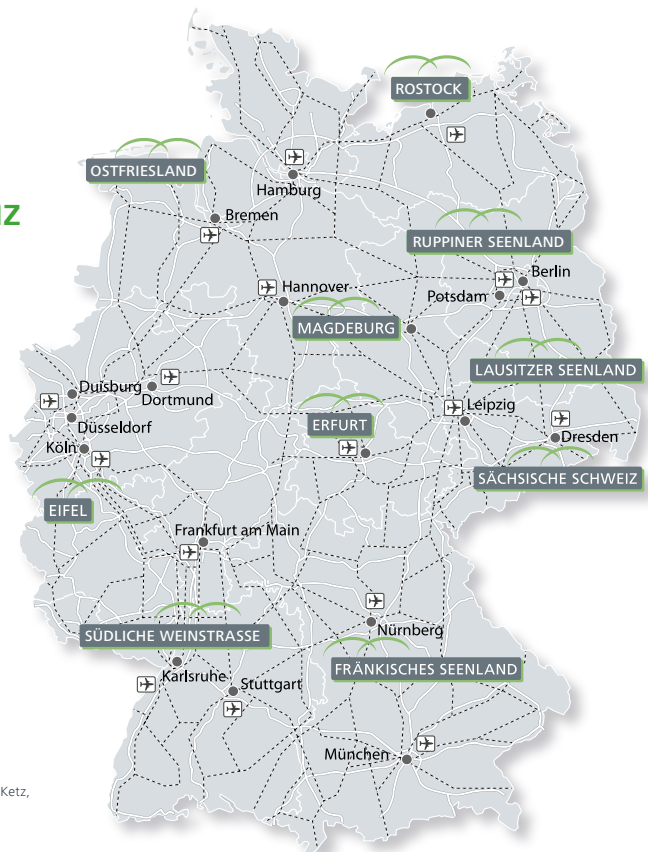 ROSTOCK
OSTFRIESLAND
Hamburg
Bremen
RUPPINER SEENLAND
Berlin
Hannover
Potsdam
MAGDEBURG
LAUSITZER SEENLAND
Duisburg
Dortmund
Leipzig
ERFURT
Düsseldorf
Dresden
Köln
SÄCHSISCHE SCHWEIZ
EIFEL
Frankfurt am Main
Nürnberg
SÜDLICHE WEINSTRASSE
FRÄNKISCHES SEENLAND
Karlsruhe
Stuttgart
München
Ketz,